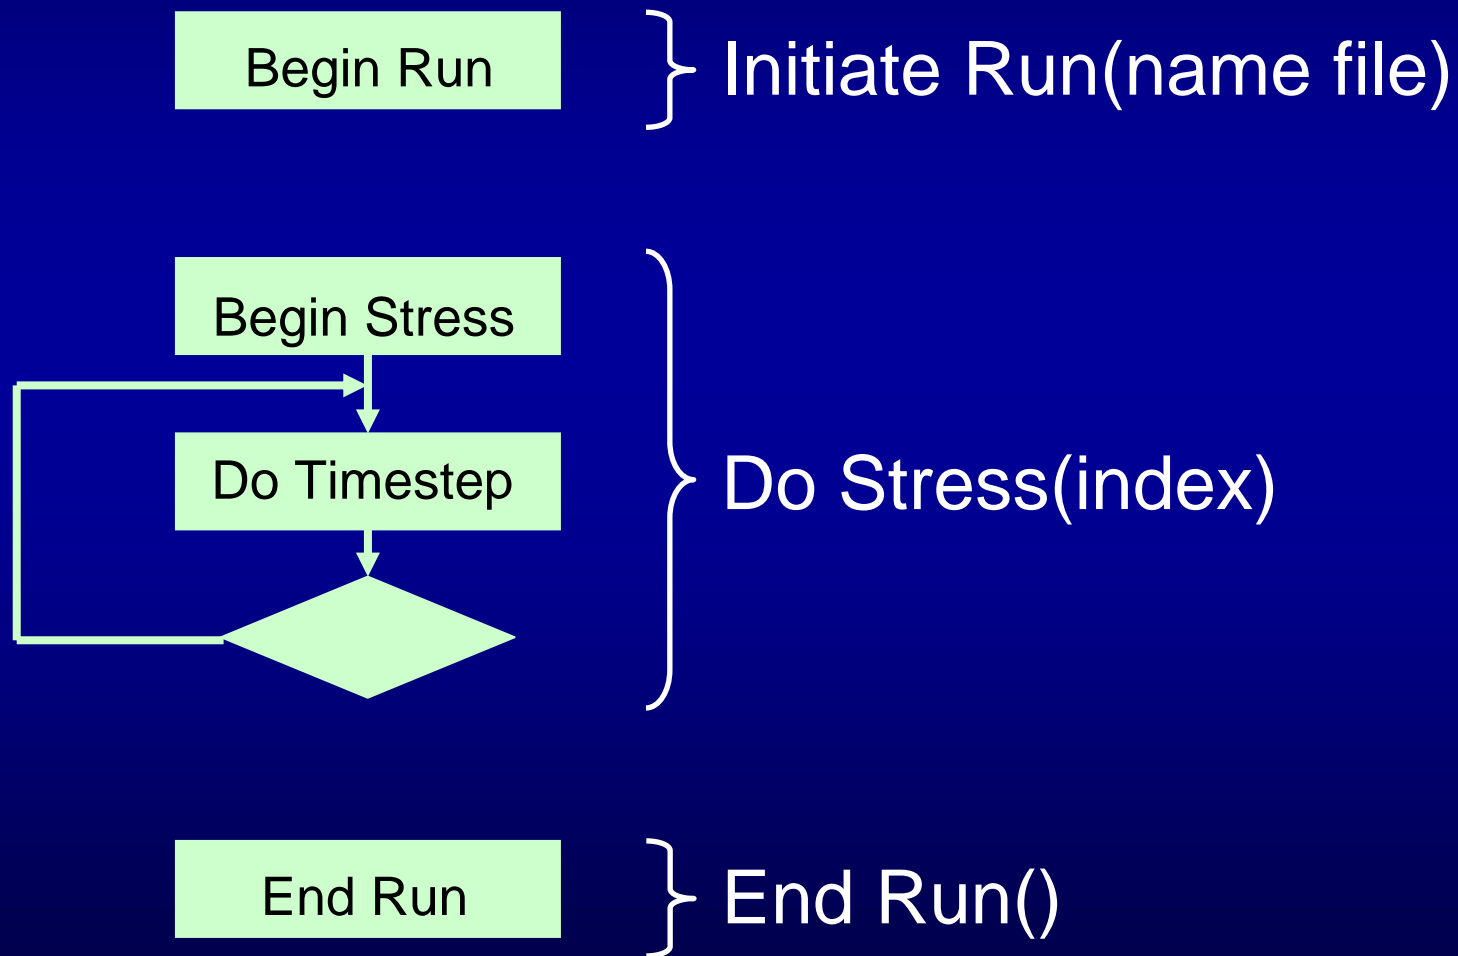 Begin Run
Initiate Run(name file)
Begin Stress
Do Timestep
Do Stress(index)
End Run
End Run()